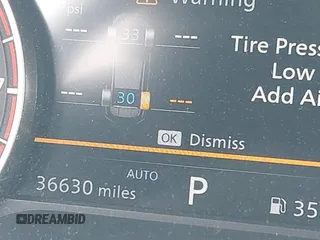 psi
Warning
33
Tire Press
Low
Add Ai
---
---
30
---
---
OK Dismiss
AUTO
36630 miles
P
35
DREAMBID